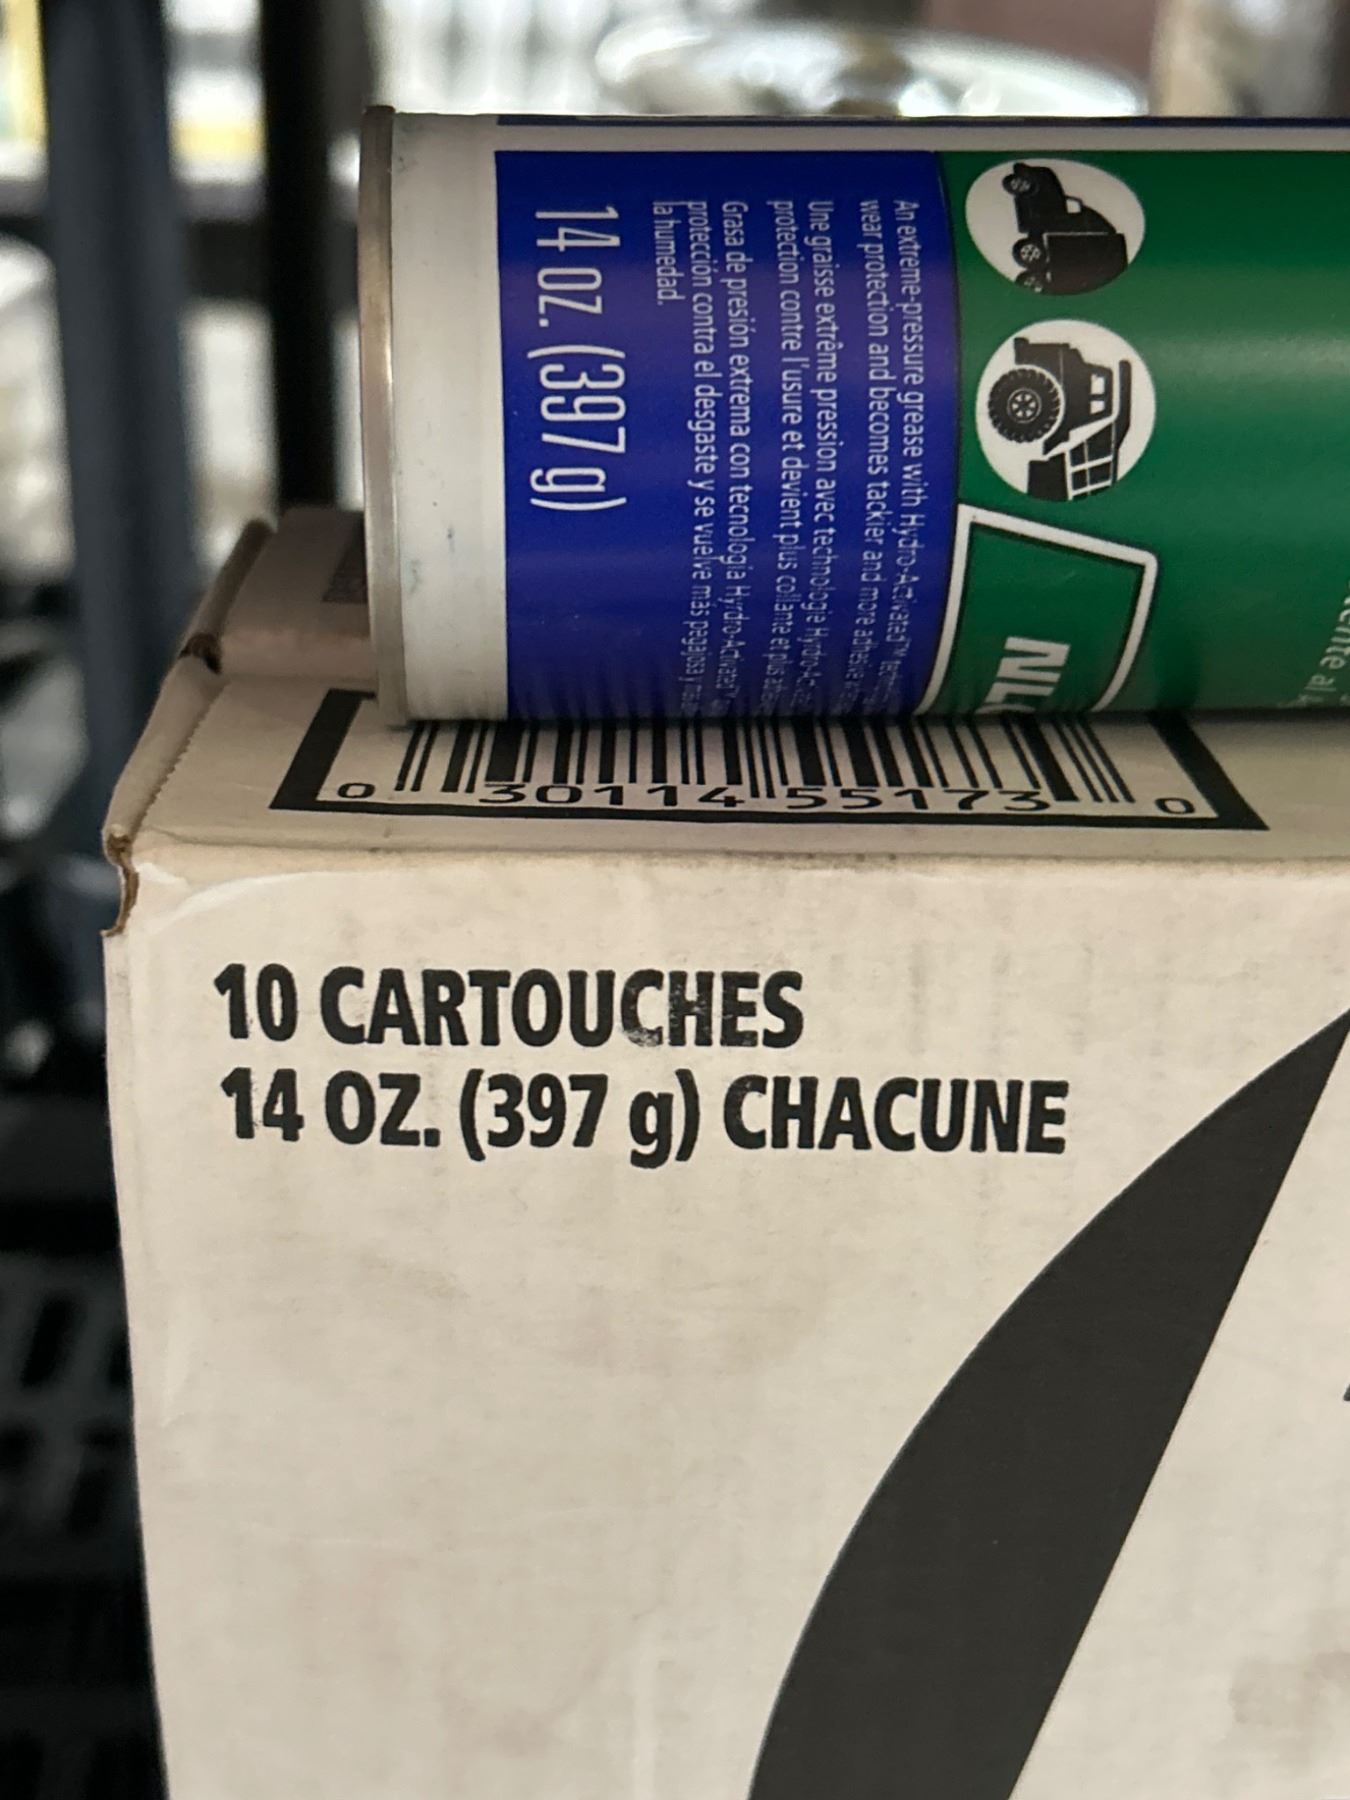 An extreme-pressure grease with Hydro-Activated™
wear protection and becomes tackier and more adhesive
Une graisse extrême pression avec technologie
protection contre l'usure et devient plus collante et plus
Grasa de presión extrema con tecnología Hydro-Activated™
protección contra el desgaste y se vuelve más pegajosa y
la humedad.
14 oz. (397 g)
0 30114 55173 0
10 CARTOUCHES
14 OZ. (397 g) CHACUNE